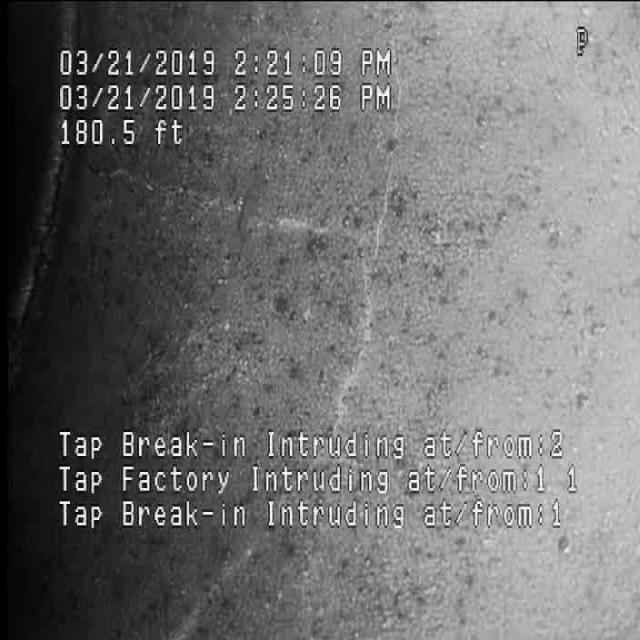 03/21/2019 2:21:09 PM
03/21/2019 2:25:26 PM
180.5 ft
Tap Break-in Intruding at/from:2
Tap Factory Intruding at/from:1 1
Tap Break-in Intruding at/from:1